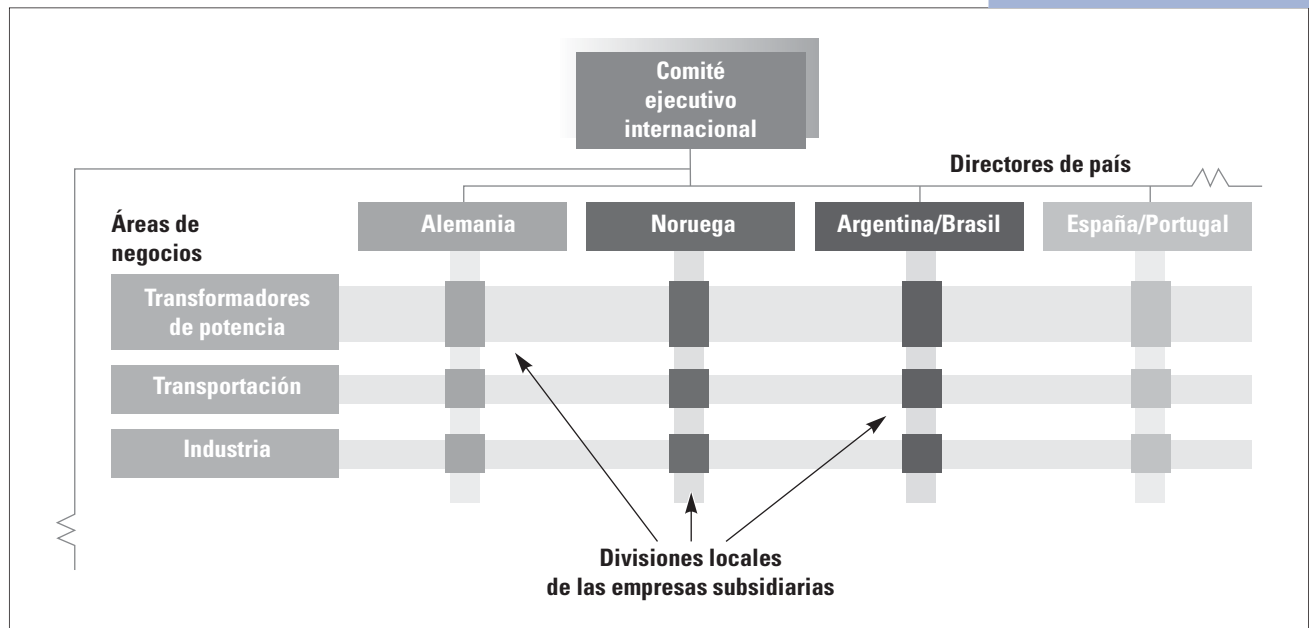 Comité
ejecutivo
internacional
Directores de país
Áreas de
negocios
Alemania
Noruega
Argentina/Brasil
España/Portugal
Transformadores
de potencia
Transportación
Industria
Divisiones locales
de las empresas subsidiarias